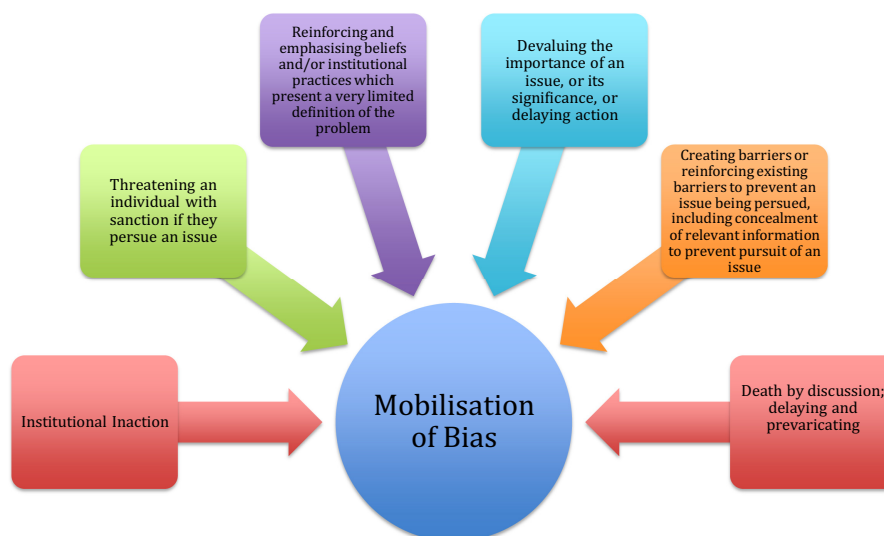 Reinforcing and
emphasising beliefs
and/or institutional
practices which
present a very limited
definition of the
problem
Devaluing the
importance of an
issue, or its
significance, or
delaying action
Threatening an
individual with
sanction if they
persue an issue
Creating barriers or
reinforcing existing
barriers to prevent an
issue being persued,
including concealment
of relevant information
to prevent pursuit of an
issue
Institutional Inaction
Mobilisation
of Bias
Death by discussion;
delaying and
prevaricating